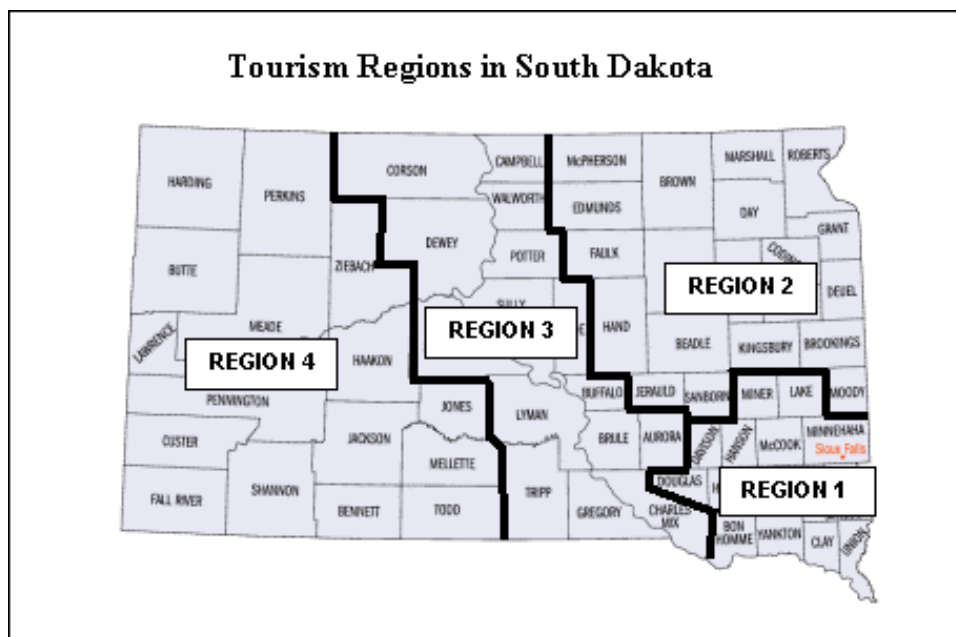 Tourism Regions in South Dakota
HARDING
PERKINS
CORSON
CAMPBELL
McPHERSON
BROWN
MARSHALL
ROBERTS
WALWORTH
EDMUNDS
DAY
DEWEY
POTTER
FAULK
GRANT
BUTTE
ZIEBACH
SULLY
HAND
REGION 2
DEUEL
LAWRENCE
MEADE
REGION 4
HAAKON
REGION 3
BEADLE
KINGSBURY
BROOKINGS
PENNINGTON
JONES
LYMAN
BUFFALO
JERAULD
SANBORN
MINER
LAKE
MOODY
CUSTER
JACKSON
BRULE
AURORA
DAVISON
HANSON
McCOOK
MINNEHAHA
Sioux Falls
FALL RIVER
SHANNON
MELLETTE
BENNETT
TODD
TRIPP
GREGORY
DOUGLAS
CHARLES
MIX
REGION 1
BON
HOMME
YANKTON
CLAY
UNION